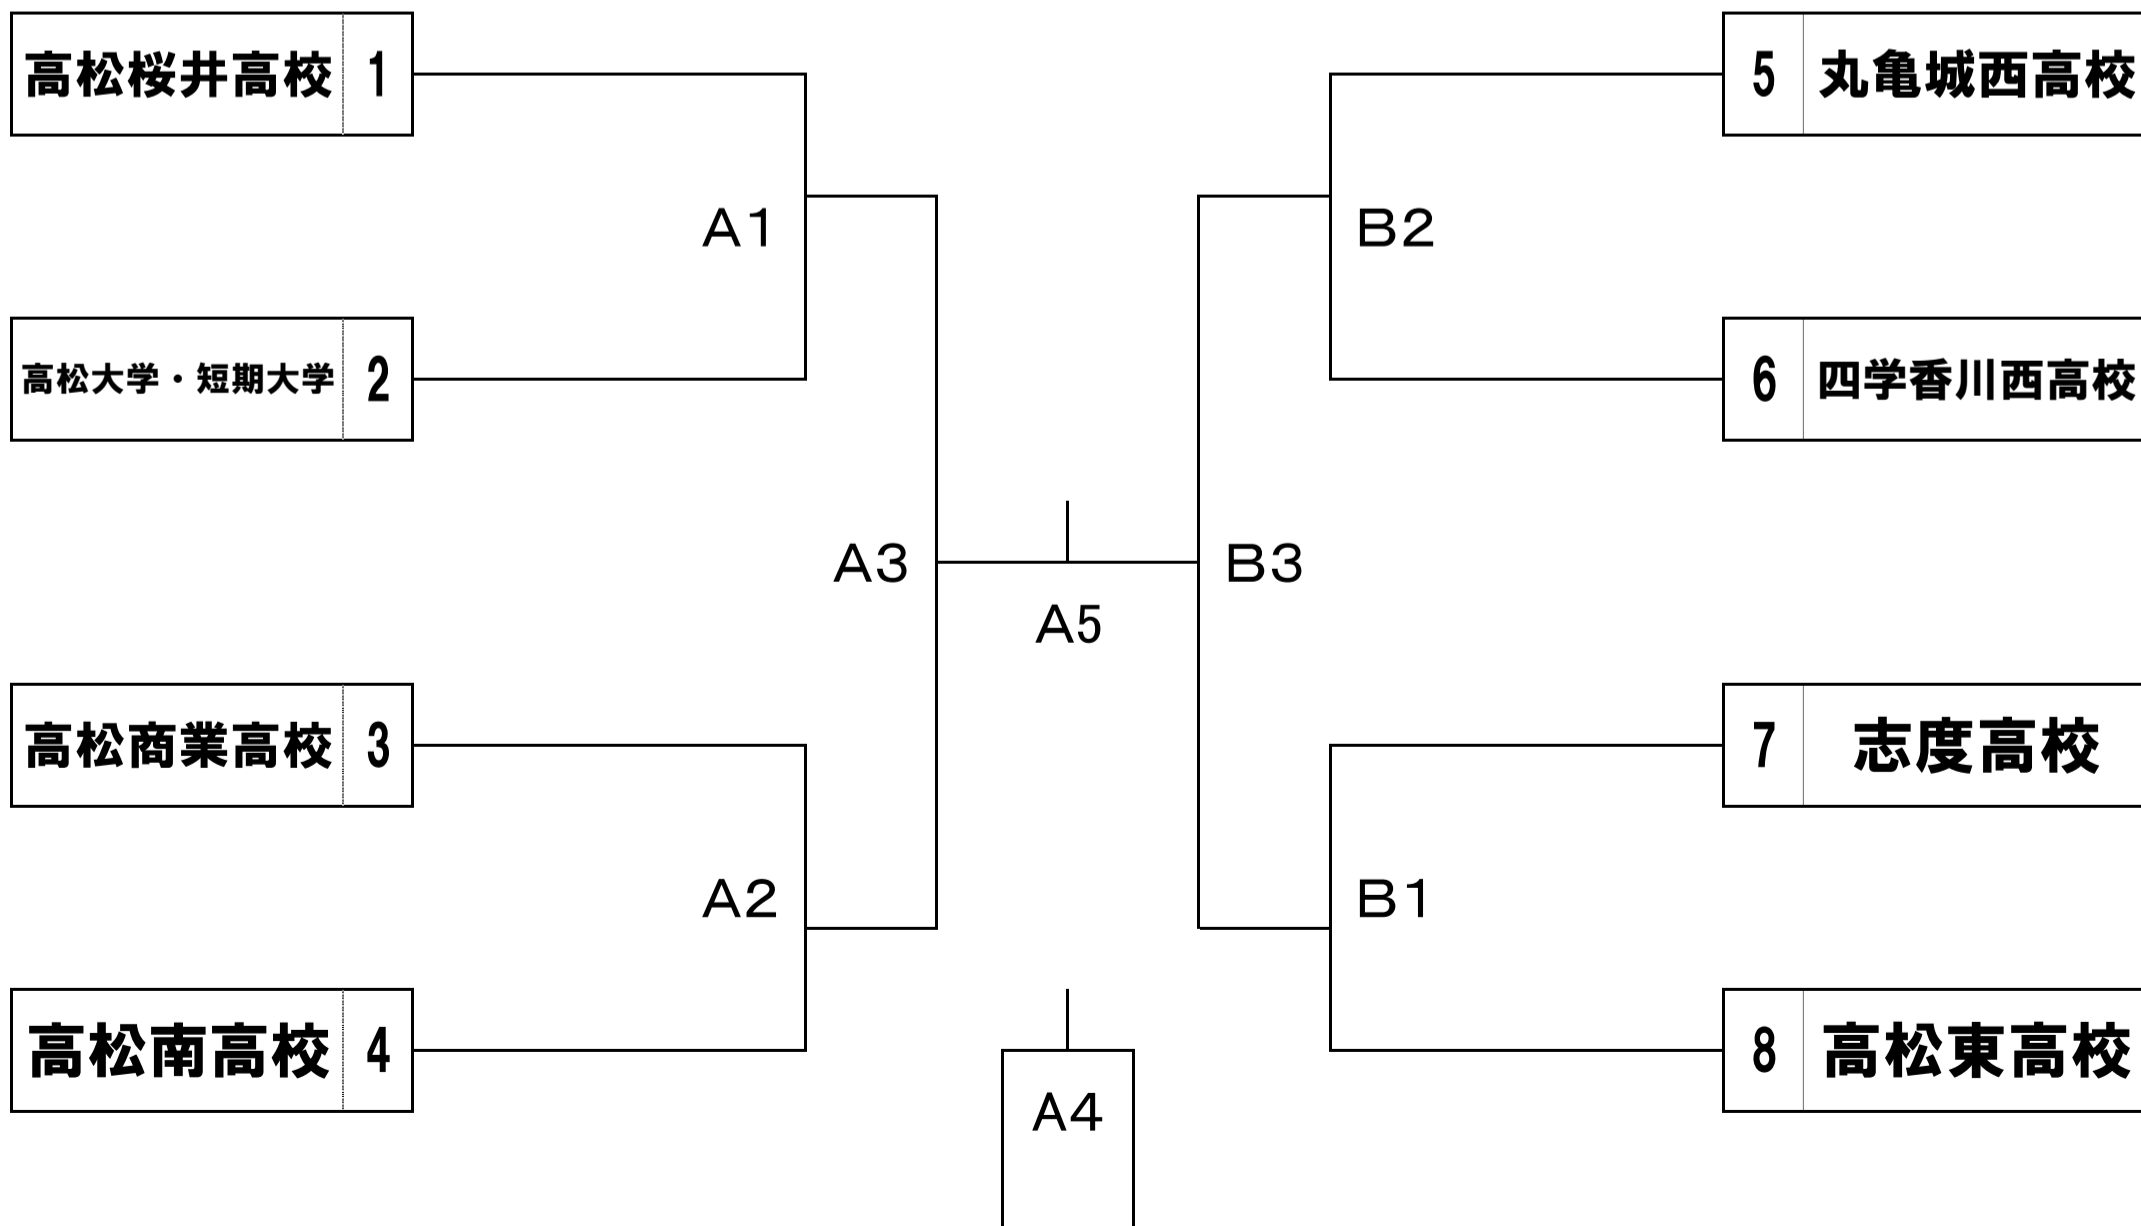 高松桜井高校 1
5 丸亀城西高校
A1
B2
高松大学・短期大学 2
6 四学香川西高校
A3
B3
A5
高松商業高校 3
7 志度高校
A2
B1
高松南高校 4
8 高松東高校
A4